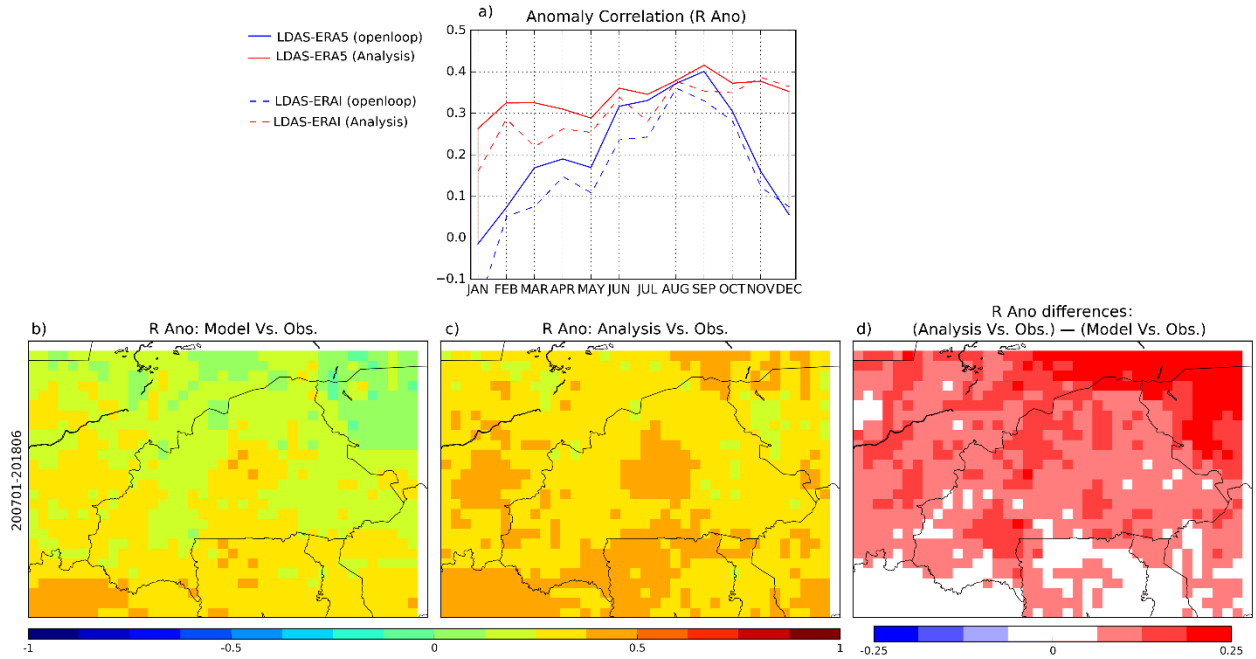 a) Anomaly Correlation (R Ano)
LDAS-ERA5 (openloop)
LDAS-ERA5 (Analysis)
LDAS-ERAI (openloop)
LDAS-ERAI (Analysis)
0.5
0.4
0.3
0.2
0.1
0.0
−0.1
JAN FEB MAR APR MAY JUN JUL AUG SEP OCT NOV DEC
b) R Ano: Model Vs. Obs.
c) R Ano: Analysis Vs. Obs.
R Ano differences:
d) (Analysis Vs. Obs.) — (Model Vs. Obs.)
200701-201806
-1 -0.5 0 0.5 1
-0.25 0 0.25